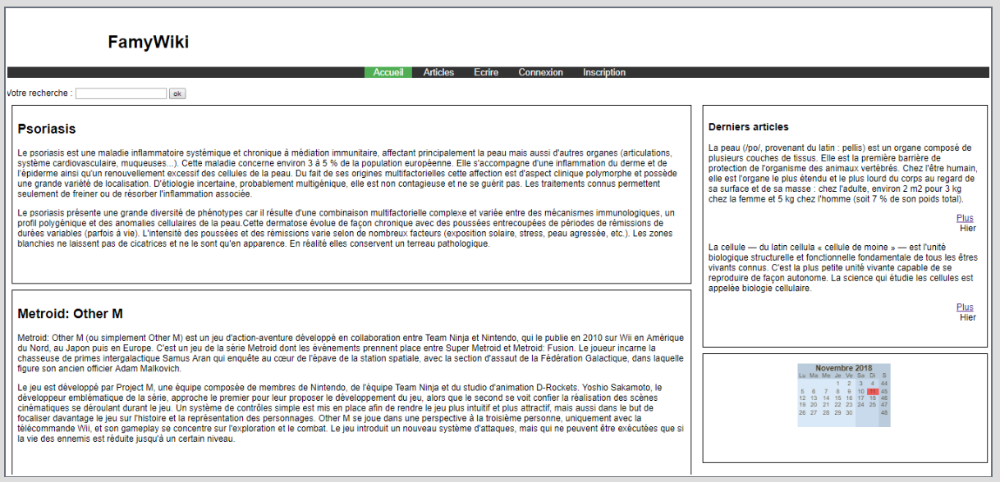 FamyWiki
Accueil Articles Ecrire Connexion Inscription
Votre recherche : ok
Psoriasis
Le psoriasis est une maladie inflammatoire systémique et chronique à médiation immunitaire, affectant principalement la peau mais aussi d'autres organes (articulations,
système cardiovasculaire, muqueuses...). Cette maladie concerne environ 3 à 5 % de la population européenne. Elle s'accompagne d'une inflammation du derme et de
l'épiderme ainsi qu'un renouvellement excessif des cellules de la peau. Du fait de ses origines multifactorielles cette affection est d'aspect clinique polymorphe et possède
une grande variété de localisation. D'étiologie incertaine, probablement multigénique, elle est non contagieuse et ne se guérit pas. Les traitements connus permettent
seulement de freiner ou de résorber l'inflammation associée.
Le psoriasis présente une grande diversité de phénotypes car il résulte d'une combinaison multifactorielle complexe et variée entre des mécanismes immunologiques, un
profil polygénique et des anomalies cellulaires de la peau.Cette dermatose évolue de façon chronique avec des poussées entrecoupées de périodes de rémissions de
durées variables (parfois à vie). L'intensité des poussées et des rémissions varie selon de nombreux facteurs (exposition solaire, stress, peau agressée, etc.). Les zones
blanchies ne laissent pas de cicatrices et ne le sont qu'en apparence. En réalité elles conservent un terreau pathologique.
Metroid: Other M
Metroid: Other M (ou simplement Other M) est un jeu d'action-aventure développé en collaboration entre Team Ninja et Nintendo, qui le publie en 2010 sur Wii en Amérique
du Nord, au Japon puis en Europe. C'est un jeu de la série Metroid dont les événements prennent place entre Super Metroid et Metroid: Fusion. Le joueur incarne la
chasseuse de primes intergalactique Samus Aran qui enquête au cœur de l'épave de la station spatiale, avec la section d'assaut de la Fédération Galactique, dans laquelle
figure son ancien officier Adam Malkovich.
Le jeu est développé par Project M, une équipe composée de membres de Nintendo, de l'équipe Team Ninja et du studio d'animation D-Rockets. Yoshio Sakamoto, le
développeur emblématique de la série, approche le premier pour leur proposer le développement du jeu, alors que le second se voit confier la réalisation des scènes
cinématiques se déroulant durant le jeu. Un système de contrôles simple est mis en place afin de rendre le jeu plus intuitif et plus attractif, mais aussi dans le but de
focaliser davantage le jeu sur l'histoire et la représentation des personnages. Other M se joue dans une perspective à la troisième personne, uniquement avec la
télécommande Wii, et son gameplay se concentre sur l'exploration et le combat. Le jeu introduit un nouveau système d'attaques, mais qui ne peuvent être exécutées que si
la vie des ennemis est réduite jusqu'à un certain niveau.
Derniers articles
La peau (/po/, provenant du latin : pellis) est un organe composé de
plusieurs couches de tissus. Elle est la première barrière de
protection de l'organisme des animaux vertébrés. Chez l'être humain,
elle est l'organe le plus étendu et le plus lourd du corps au regard de
sa surface et de sa masse : chez l'adulte, environ 2 m2 pour 3 kg
chez la femme et 5 kg chez l'homme (soit 7 % de son poids total).
Plus
Hier
La cellule — du latin cellula « cellule de moine » — est l'unité
biologique structurelle et fonctionnelle fondamentale de tous les êtres
vivants connus. C'est la plus petite unité vivante capable de se
reproduire de façon autonome. La science qui étudie les cellules est
appelée biologie cellulaire.
Plus
Hier
Novembre 2018
Lu Ma Me Je Ve Sa Di S
1 2 3 4 44
5 6 7 8 9 10 11 45
12 13 14 15 16 17 18 46
19 20 21 22 23 24 25 47
26 27 28 29 30 48